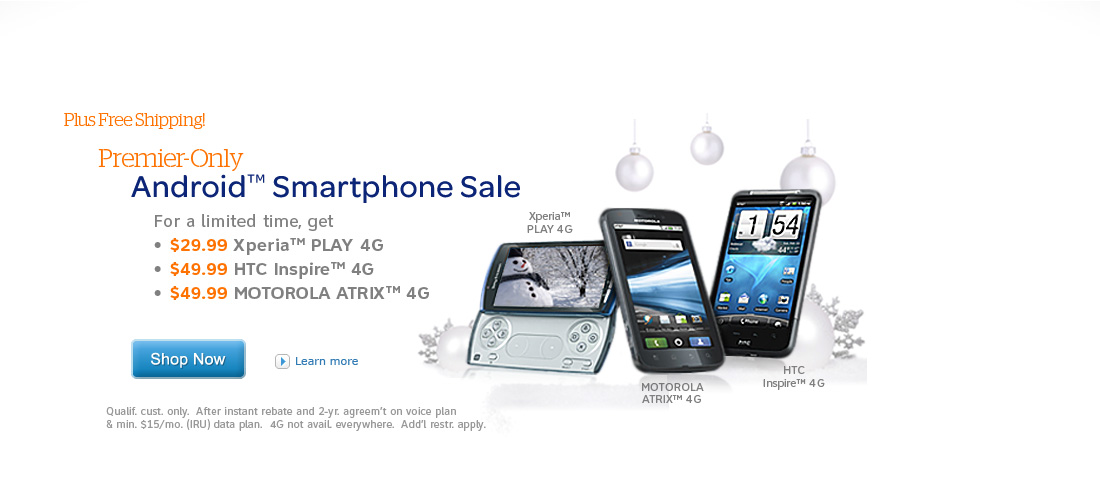 Plus Free Shipping!
Premier-Only
Android™ Smartphone Sale
For a limited time, get
• $29.99 Xperia™ PLAY 4G
• $49.99 HTC Inspire™ 4G
• $49.99 MOTOROLA ATRIX™ 4G
Shop Now
Learn more
Qualif. cust. only. After instant rebate and 2-yr. agreem't on voice plan
& min. $15/mo. (IRU) data plan. 4G not avail. everywhere. Add'l restr. apply.
Xperia™
PLAY 4G
MOTOROLA
1 54
hTC
MOTOROLA
ATRIX™ 4G
HTC
Inspire™ 4G